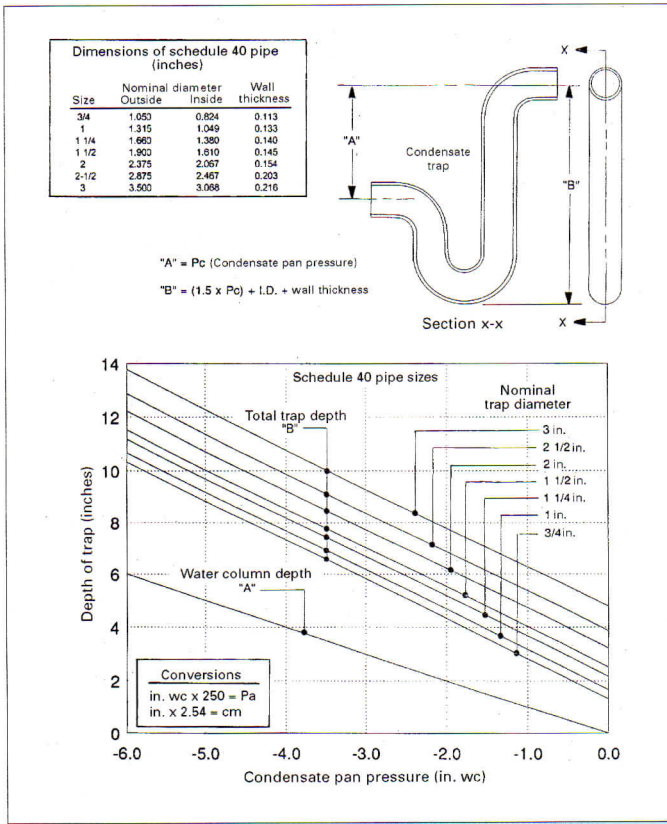 Dimensions of schedule 40 pipe
(inches)
Nominal diameter Wall
Size Outside Inside thickness
3/4 1.050 0.824 0.113
1 1.315 1.049 0.133
1 1/4 1.660 1.380 0.140
1 1/2 1.900 1.610 0.145
2 2.375 2.067 0.154
2-1/2 2.875 2.467 0.203
3 3.500 3.068 0.216
X
"A"
Condensate
trap
"B"
"A" = Pc (Condensate pan pressure)
"B" = (1.5 x Pc) + I.D. + wall thickness
Section x-x
X
Schedule 40 pipe sizes
Nominal
trap diameter
Total trap depth
"B"
3 in.
2 1/2 in.
2 in.
1 1/2 in.
1 1/4 in.
1 in.
3/4 in.
Water column depth
"A"
Conversions
in. wc x 250 = Pa
in. x 2.54 = cm
Depth of trap (inches)
14
12
10
8
6
4
2
0
-6.0 -5.0 -4.0 -3.0 -2.0 -1.0 0.0
Condensate pan pressure (in. wc)